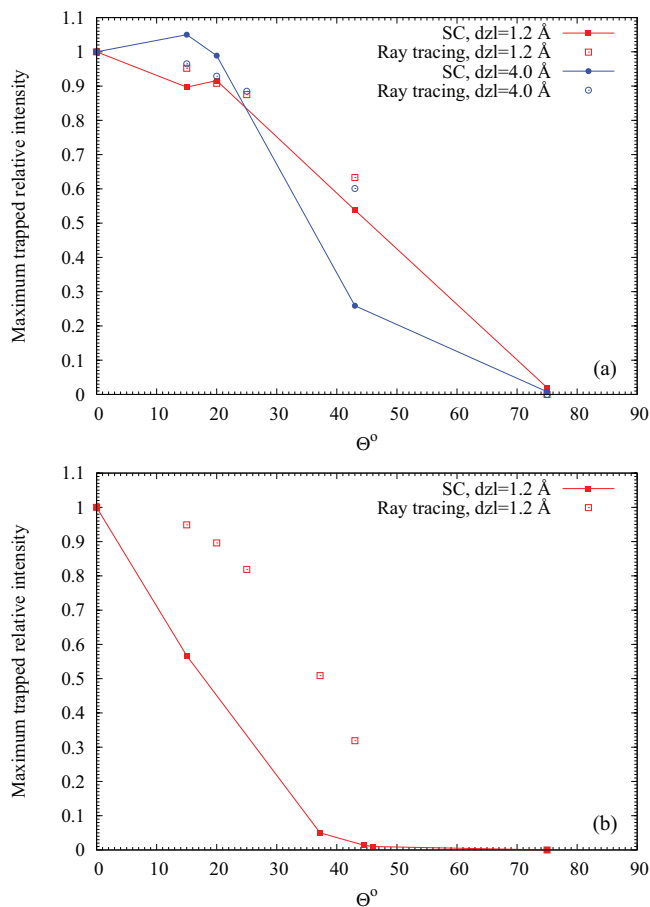 1.1
1
0.9
0.8
0.7
0.6
0.5
0.4
0.3
0.2
0.1
0
Maximum trapped relative intensity
SC, dzl=1.2 Å
Ray tracing, dzl=1.2 Å
SC, dzl=4.0 Å
Ray tracing, dzl=4.0 Å
(a)
0 10 20 30 40 50 60 70 80 90
Θ°
1.1
1
0.9
0.8
0.7
0.6
0.5
0.4
0.3
0.2
0.1
0
Maximum trapped relative intensity
SC, dzl=1.2 Å
Ray tracing, dzl=1.2 Å
(b)
0 10 20 30 40 50 60 70 80 90
Θ°